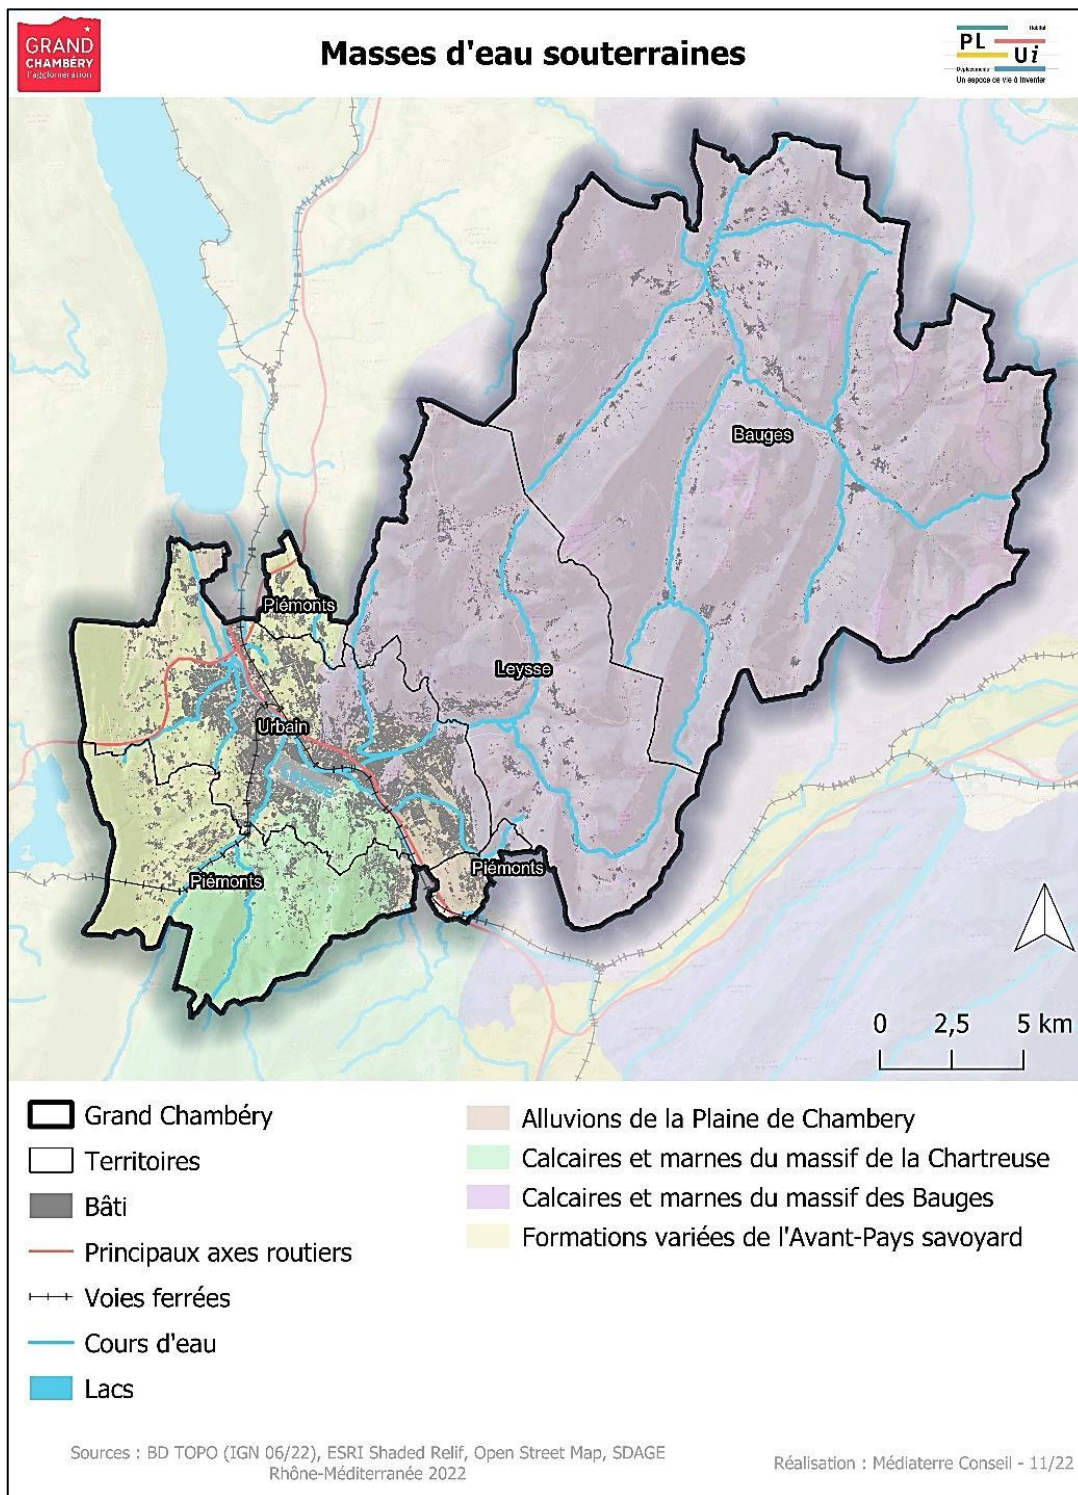 GRAND
CHAMBÉRY
l'agglomération
Masses d'eau souterraines
Habitat
PL
Ui
Déplacements
Un espace de vie à inventer
Bauges
Piémonts
Leysse
Urbain
Piémonts
Piémonts
0 2,5 5 km
Grand Chambéry
Territoires
Bâti
Principaux axes routiers
Voies ferrées
Cours d'eau
Lacs
Alluvions de la Plaine de Chambery
Calcaires et marnes du massif de la Chartreuse
Calcaires et marnes du massif des Bauges
Formations variées de l'Avant-Pays savoyard
Sources : BD TOPO (IGN 06/22), ESRI Shaded Relif, Open Street Map, SDAGE
Rhône-Méditerranée 2022
Réalisation : Médiaterre Conseil - 11/22